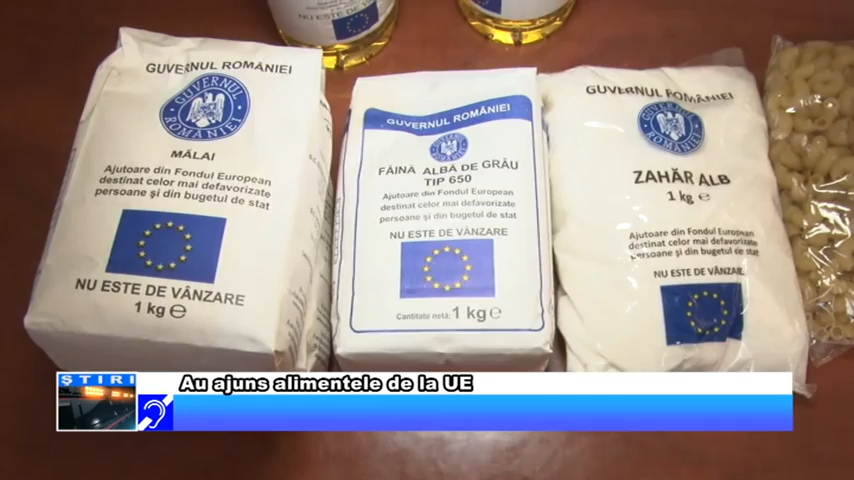 NU ESTE DE V
GUVERNUL ROMÂNIEI
GUVERNUL
ROMÂNIEI
MĂLAI
Ajutoare din Fondul European
destinat celor mai defavorizate
persoane și din bugetul de stat
NU ESTE DE VÂNZARE
1 kg ℮
GUVERNUL ROMÂNIEI
FĂINĂ ALBĂ DE GRÂU
TIP 650
Ajutoare din Fondul European
destinat celor mai defavorizate
persoane și din bugetul de stat
NU ESTE DE VÂNZARE
Cantitate netă: 1 kg ℮
GUVERNUL ROMÂNIEI
ZAHĂR ALB
1 kg ℮
Ajutoare din Fondul European
destinat celor mai defavorizate
persoane și din bugetul de stat
NU ESTE DE VÂNZARE
ȘTIRI
Au ajuns alimentele de la UE